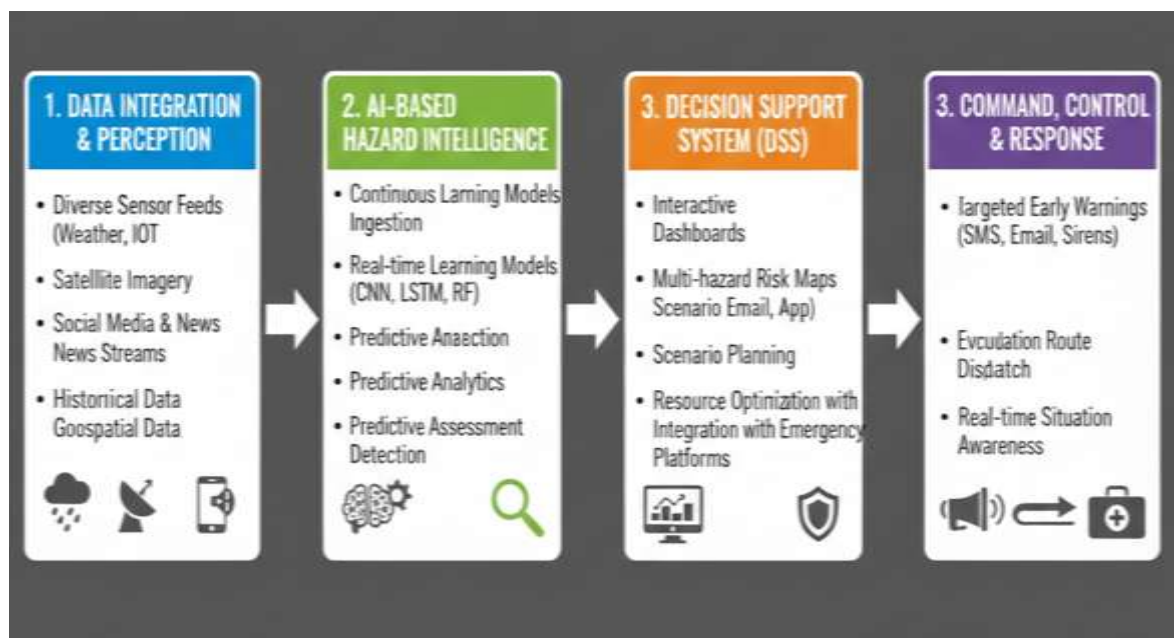 1. DATA INTEGRATION
& PERCEPTION
• Diverse Sensor Feeds
(Weather, IOT
• Satellite Imagery
• Social Media & News
News Streams
• Historical Data
Goospatial Data
2. AI-BASED
HAZARD INTELLIGENCE
• Continuous Larning Models
Ingestion
• Real-time Learning Models
(CNN, LSTM, RF)
• Predictive Anaection
• Predictive Analytics
• Predictive Assessment
Detection
3. DECISION SUPPORT
SYSTEM (DSS)
• Interactive
Dashboards
• Multi-hazard Risk Maps
Scenario Email, App)
• Scenario Planning
• Resource Optinization with
Integration with Emergency
Platforms
3. COMMAND, CONTROL
& RESPONSE
• Targeted Early Warnings
(SMS, Email, Sirens)
• Evculation Route
Disdatch
• Real-time Situation
Awareness